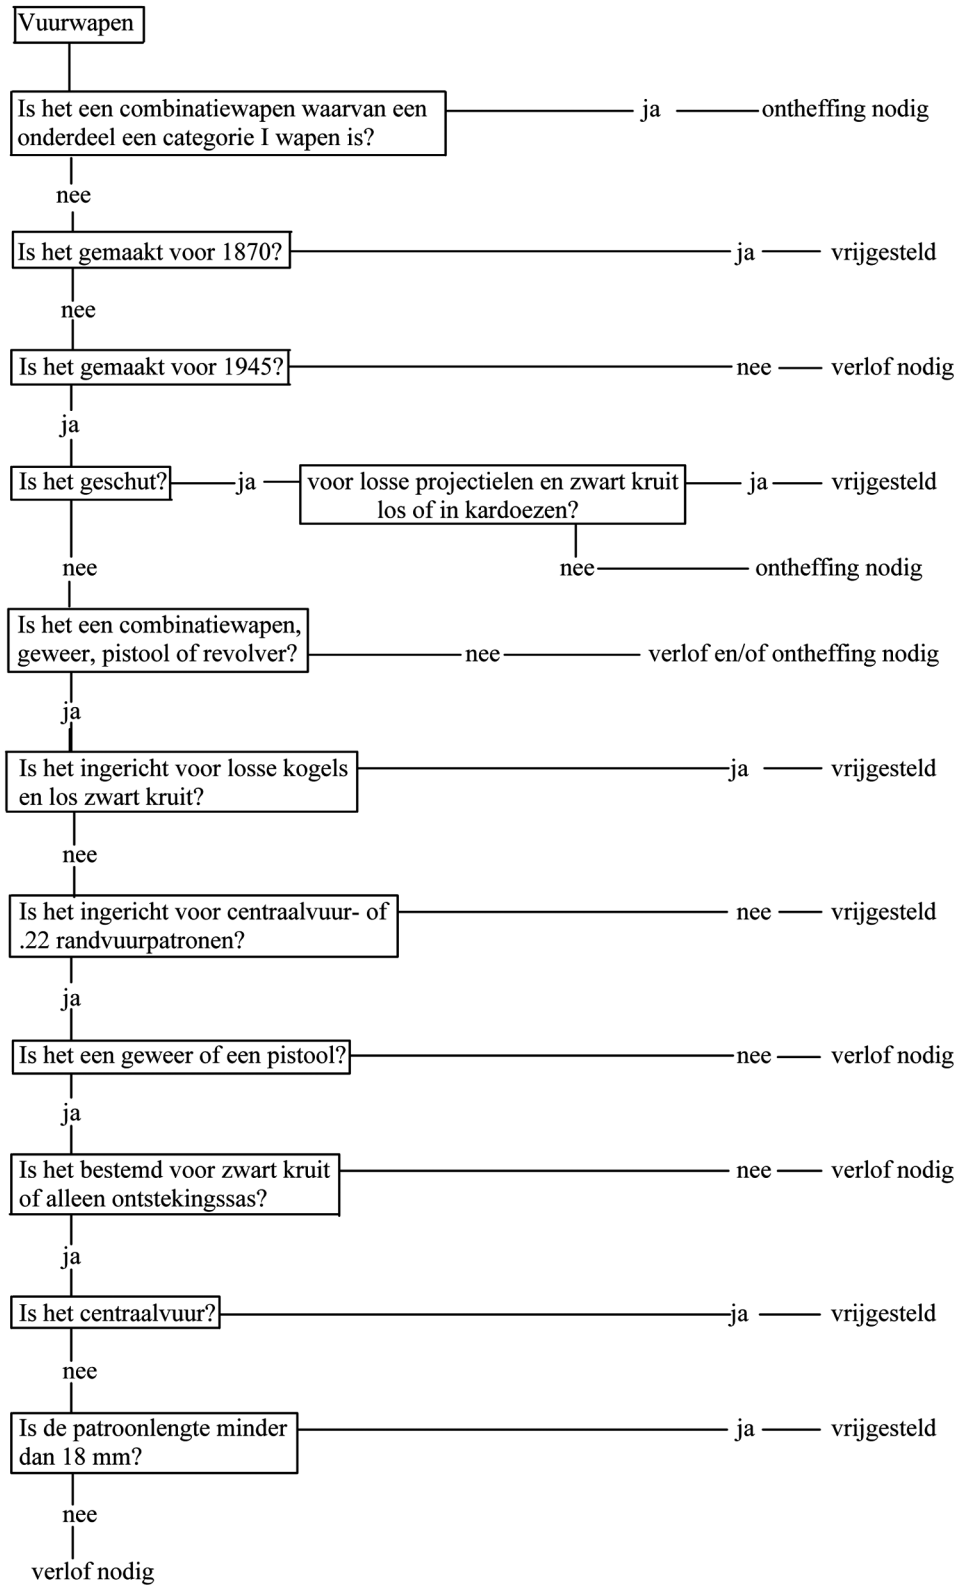 Vuurwapen
Is het een combinatiewapen waarvan een
onderdeel een categorie I wapen is?
ja
ontheffing nodig
nee
Is het gemaakt voor 1870?
ja
vrijgesteld
nee
Is het gemaakt voor 1945?
nee
verlof nodig
ja
Is het geschut?
ja
voor losse projectielen en zwart kruit
los of in kardoezen?
ja
vrijgesteld
nee
nee
ontheffing nodig
Is het een combinatiewapen,
geweer, pistool of revolver?
nee
verlof en/of ontheffing nodig
ja
Is het ingericht voor losse kogels
en los zwart kruit?
ja
vrijgesteld
nee
Is het ingericht voor centraalvuur- of
.22 randvuurpatronen?
nee
vrijgesteld
ja
Is het een geweer of een pistool?
nee
verlof nodig
ja
Is het bestemd voor zwart kruit
of alleen ontstekingssas?
nee
verlof nodig
ja
Is het centraalvuur?
ja
vrijgesteld
nee
Is de patroonlengte minder
dan 18 mm?
ja
vrijgesteld
nee
verlof nodig